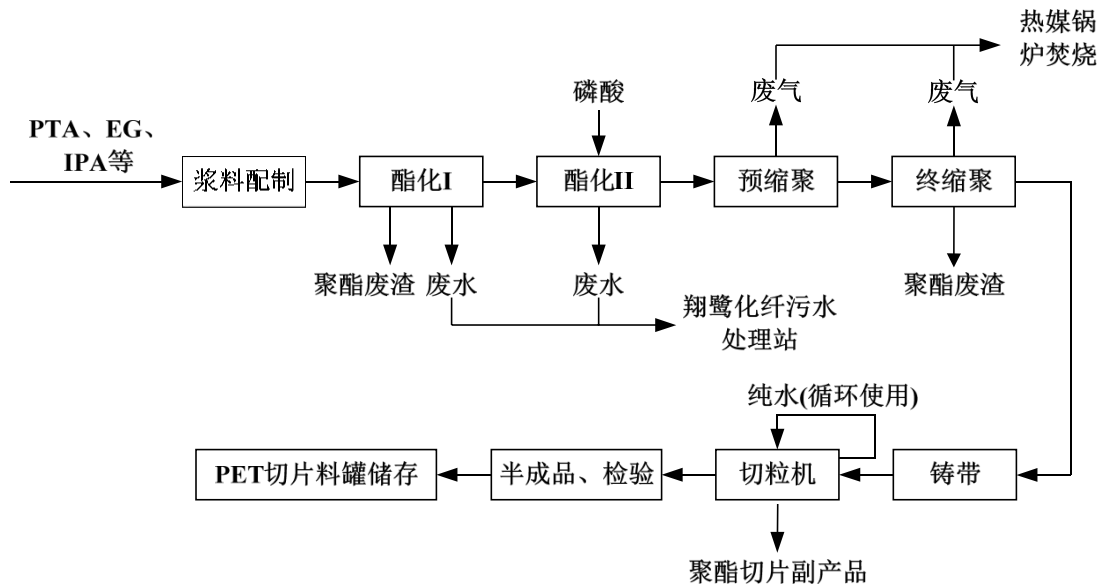 热媒锅
炉焚烧
磷酸
废气
废气
PTA、EG、
IPA等
浆料配制
酯化I
酯化II
预缩聚
终缩聚
聚酯废渣
废水
废水
聚酯废渣
翔鹭化纤污水
处理站
纯水(循环使用)
PET切片料罐储存
半成品、检验
切粒机
铸带
聚酯切片副产品